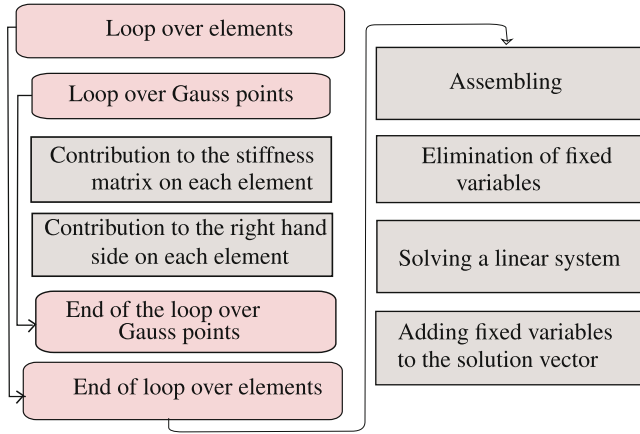 Loop over elements
Loop over Gauss points
Contribution to the stiffness
matrix on each element
Contribution to the right hand
side on each element
End of the loop over
Gauss points
End of loop over elements
Assembling
Elimination of fixed
variables
Solving a linear system
Adding fixed variables
to the solution vector